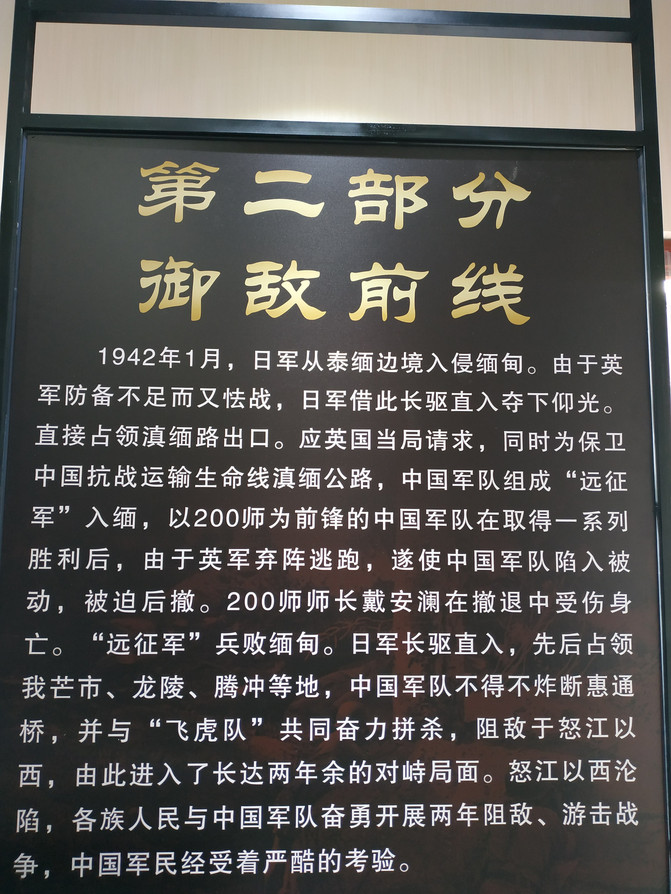 第二部分
御敌前线
1942年1月，日军从泰缅边境入侵缅甸。由于英
军防备不足而又怯战，日军借此长驱直入夺下仰光。
直接占领滇缅路出口。应英国当局请求，同时为保卫
中国抗战运输生命线滇缅公路，中国军队组成“远征
军”入缅，以200师为前锋的中国军队在取得一系列
胜利后，由于英军弃阵逃跑，遂使中国军队陷入被
动，被迫后撤。200师师长戴安澜在撤退中受伤身
亡。“远征军”兵败缅甸。日军长驱直入，先后占领
我芒市、龙陵、腾冲等地，中国军队不得不炸断惠通
桥，并与“飞虎队”共同奋力拼杀，阻敌于怒江以
西，由此进入了长达两年余的对峙局面。怒江以西沦
陷，各族人民与中国军队奋勇开展两年阻敌、游击战
争，中国军民经受着严酷的考验。